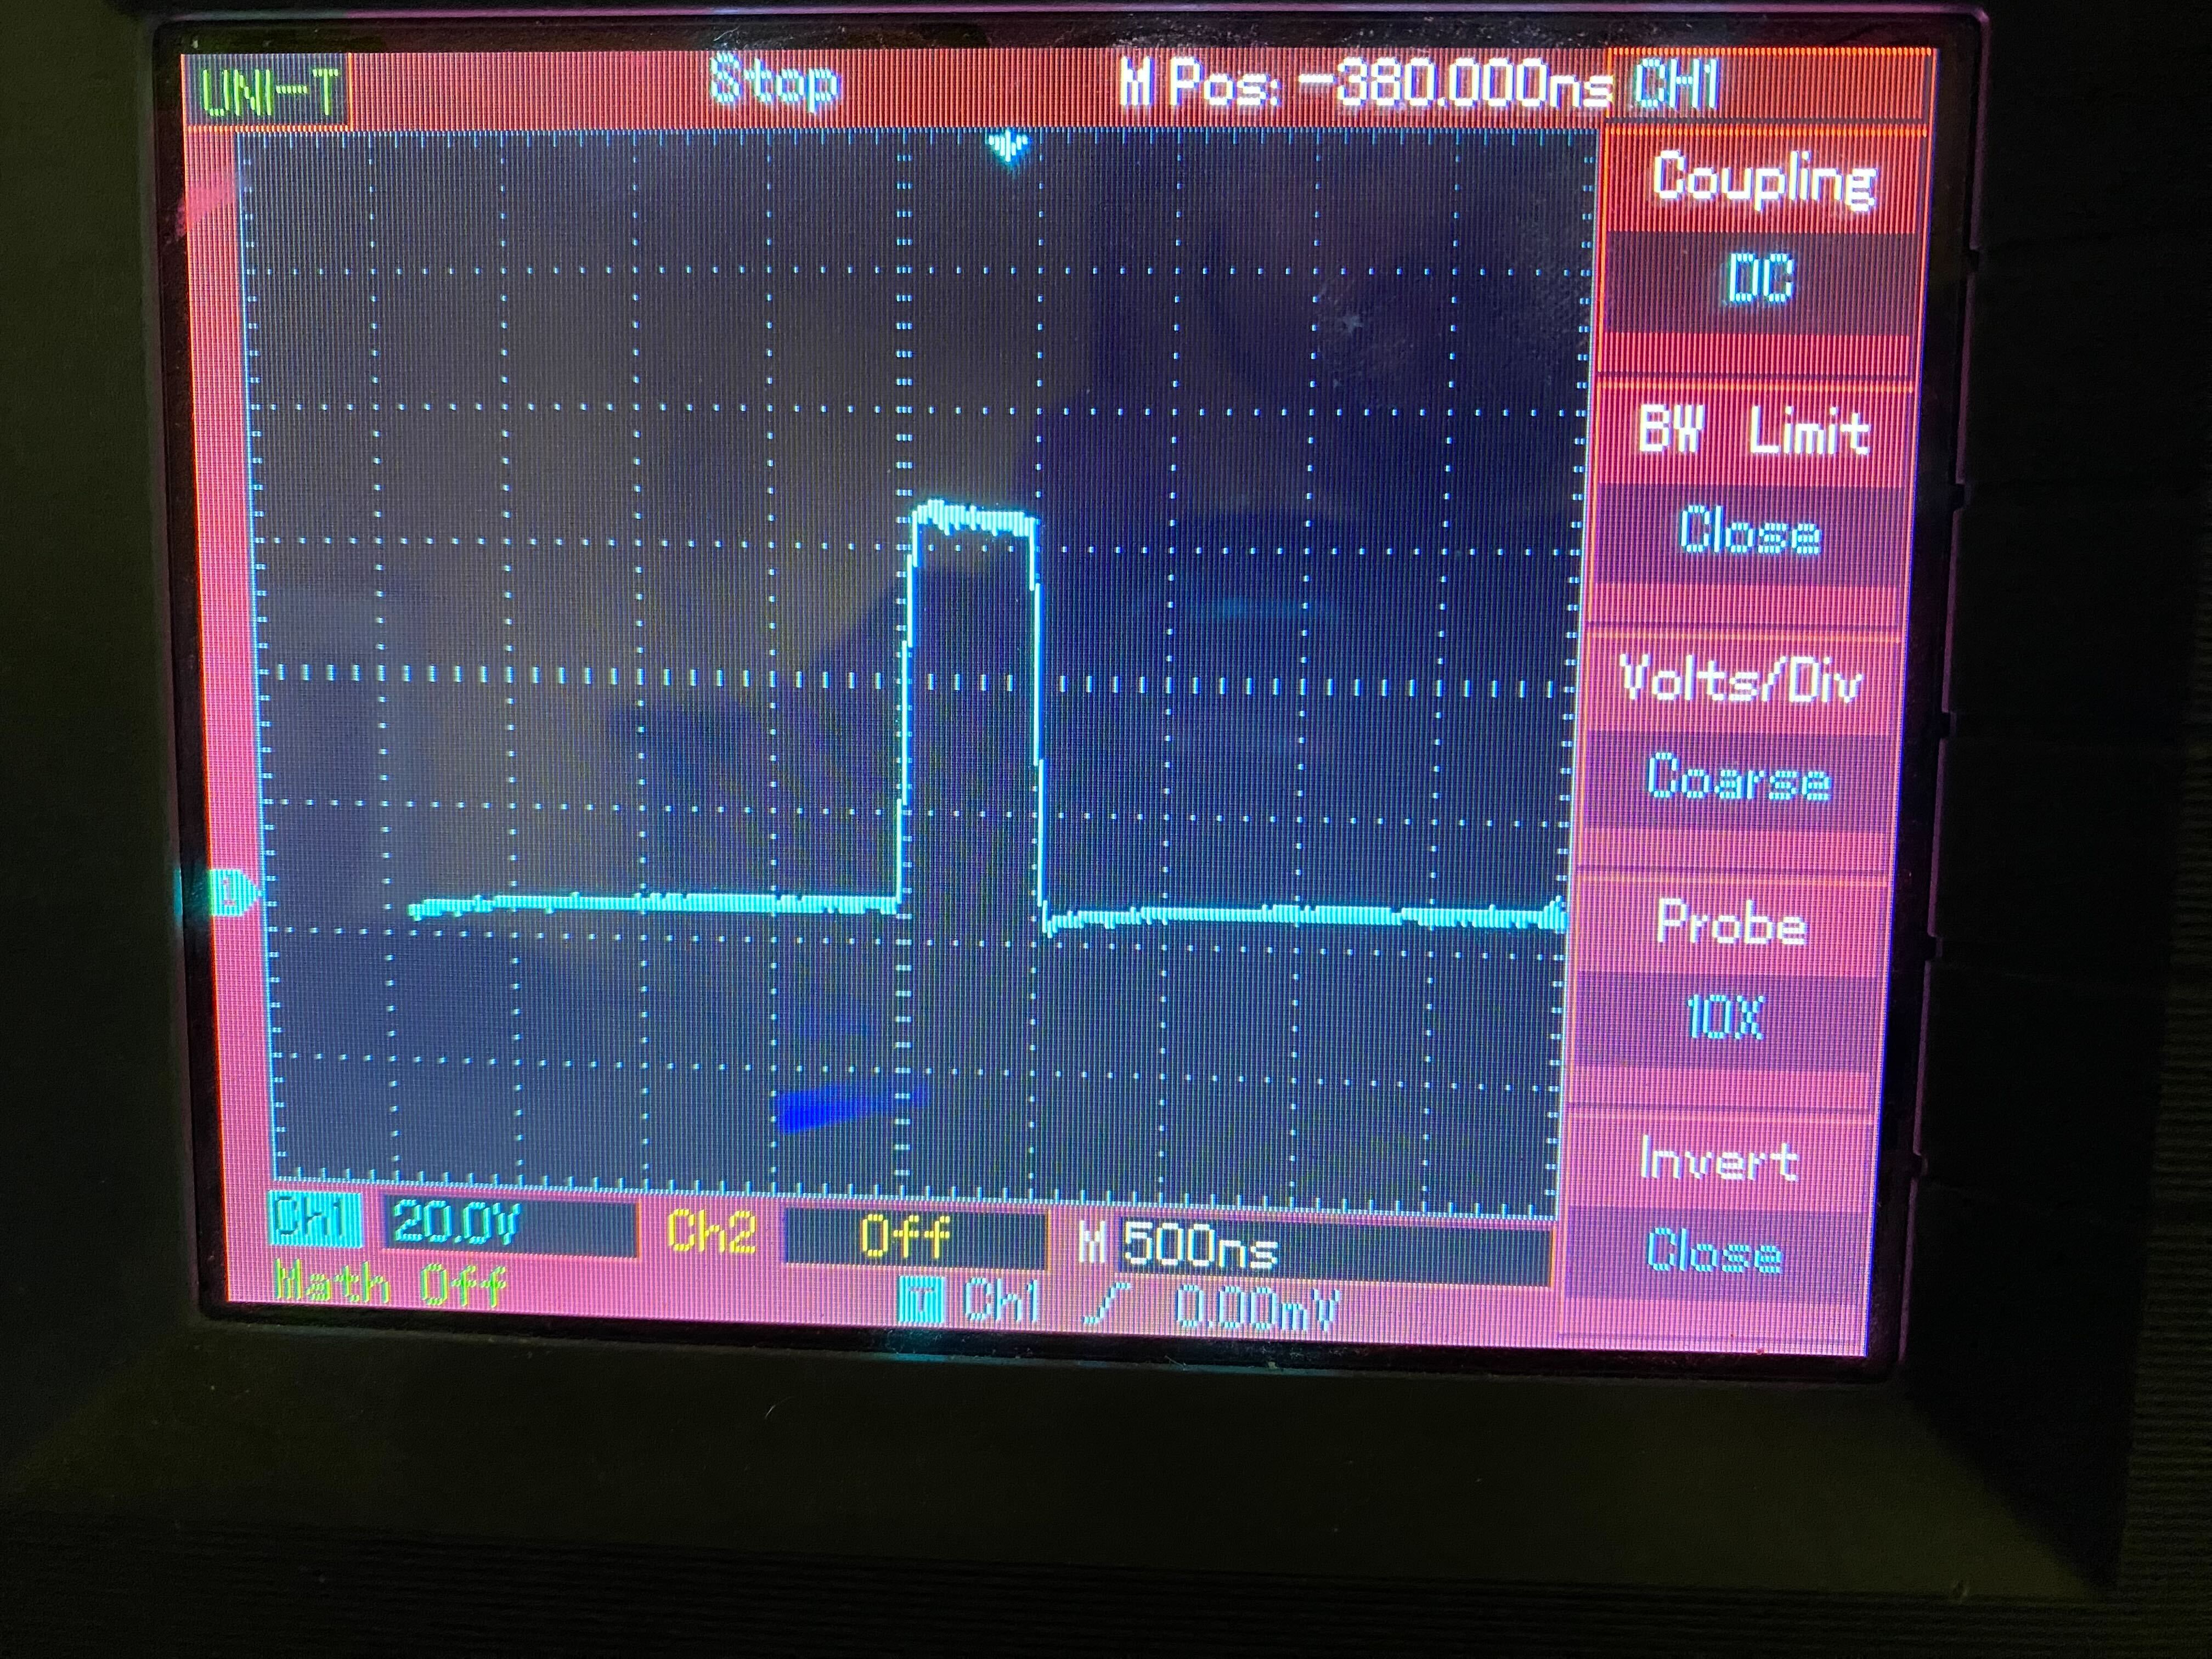 UNI-T Stop M Pos: -380.000ns CH1
Coupling
DC
BW Limit
Close
Volts/Div
Coarse
Probe
10X
Invert
Close
1
Ch1 20.0V Ch2 Off M 500ns
Math Off T Ch1 0.00mV